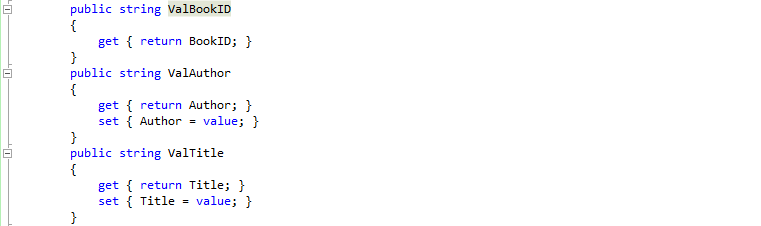 public string ValBookID
{
get { return BookID; }
}
public string ValAuthor
{
get { return Author; }
set { Author = value; }
}
public string ValTitle
{
get { return Title; }
set { Title = value; }
}